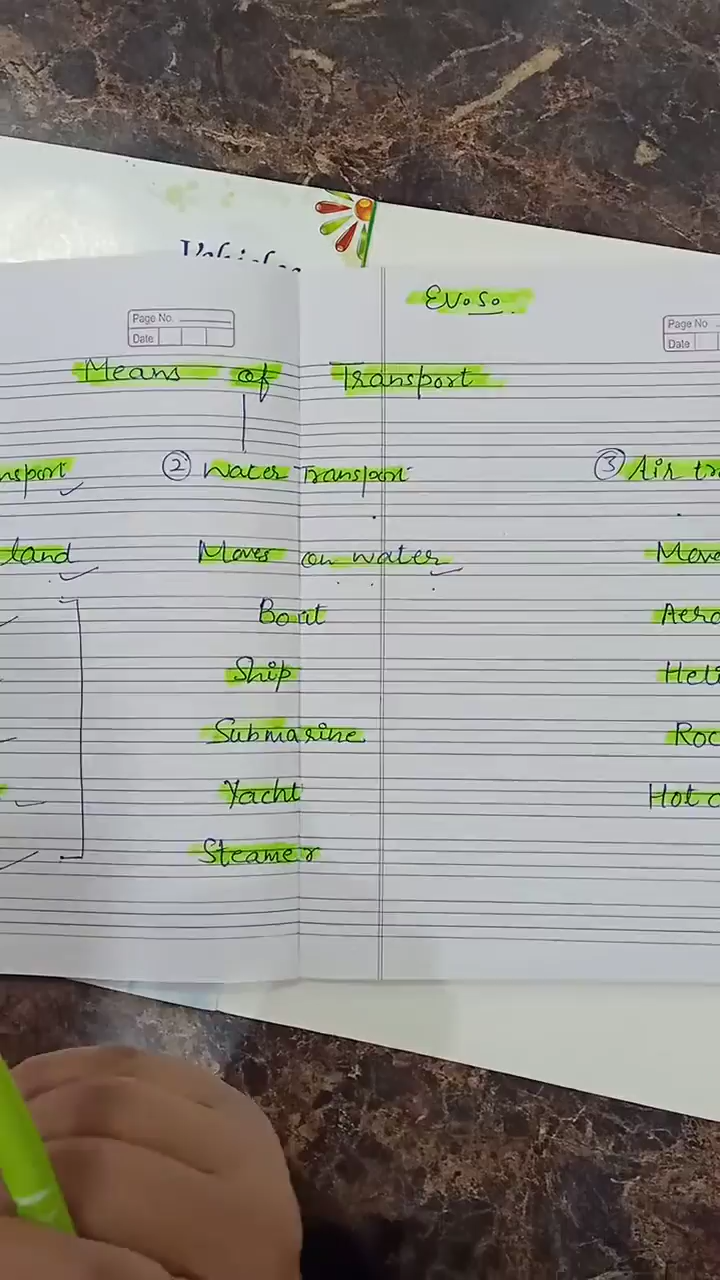 Vehicles
EVS.
Page No.
Date
Page No.
Date
Means of Transport
nsport
② Water Transport
③ Air tr
land
Moves on water
Move
Boat
Aero
Ship
Heli
Submarine
Roc
Yacht
Hot a
Steamer